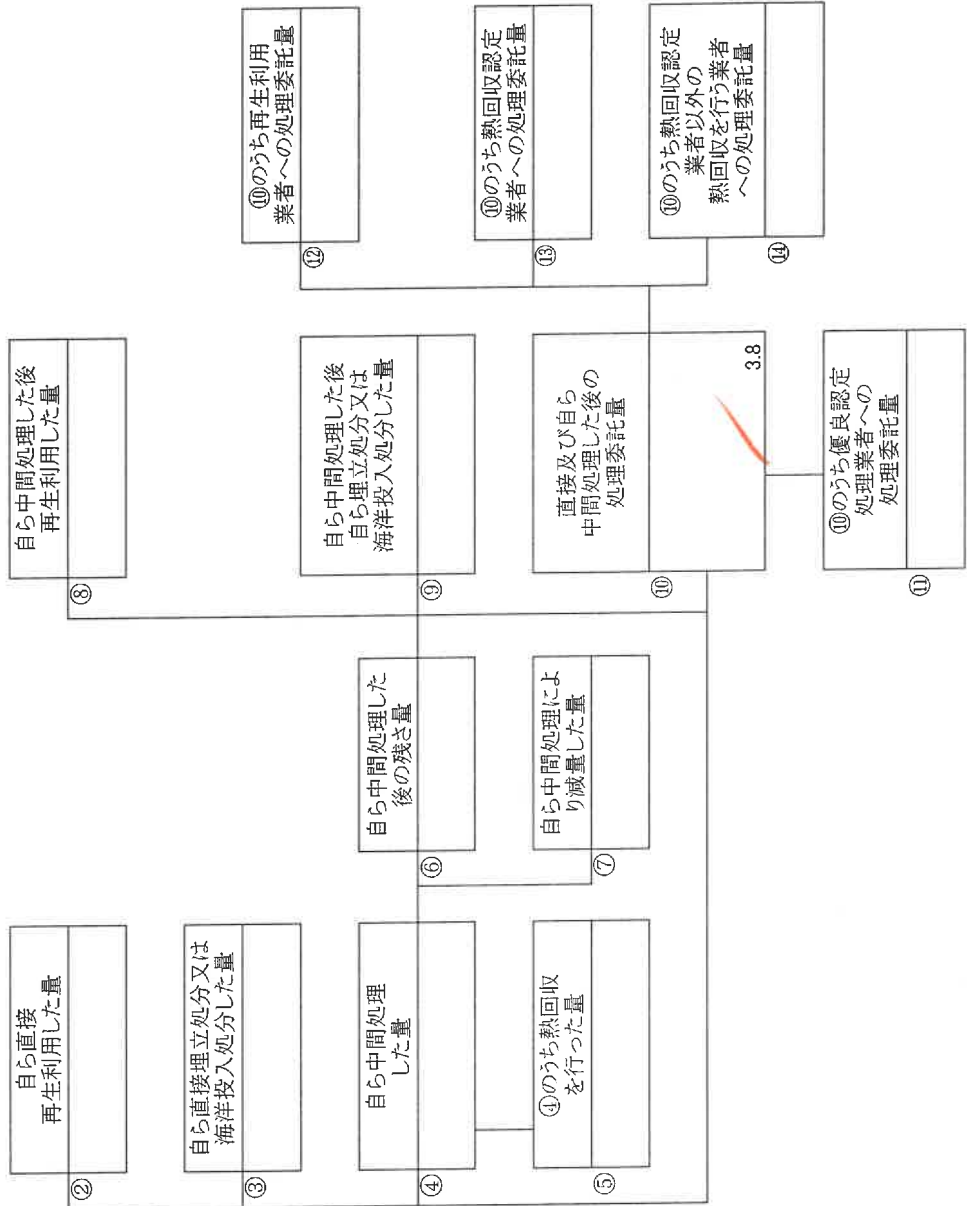 ②
自ら直接
再生利用した量
③
自ら直接埋立処分又は
海洋投入処分した量
④
自ら中間処理
した量
⑤
④のうち熱回収
を行った量
⑥
自ら中間処理した
後の残さ量
⑦
自ら中間処理によ
り減量した量
⑧
自ら中間処理した後
再生利用した量
⑨
自ら中間処理した後
自ら埋立処分又は
海洋投入処分した量
⑩
直接及び自ら
中間処理した後の
処理委託量
3.8
⑪
⑩のうち優良認定
処理業者への
処理委託量
⑫
⑩のうち再生利用
業者への処理委託量
⑬
⑩のうち熱回収認定
業者への処理委託量
⑭
⑩のうち熱回収認定
業者以外の
熱回収を行う業者
への処理委託量